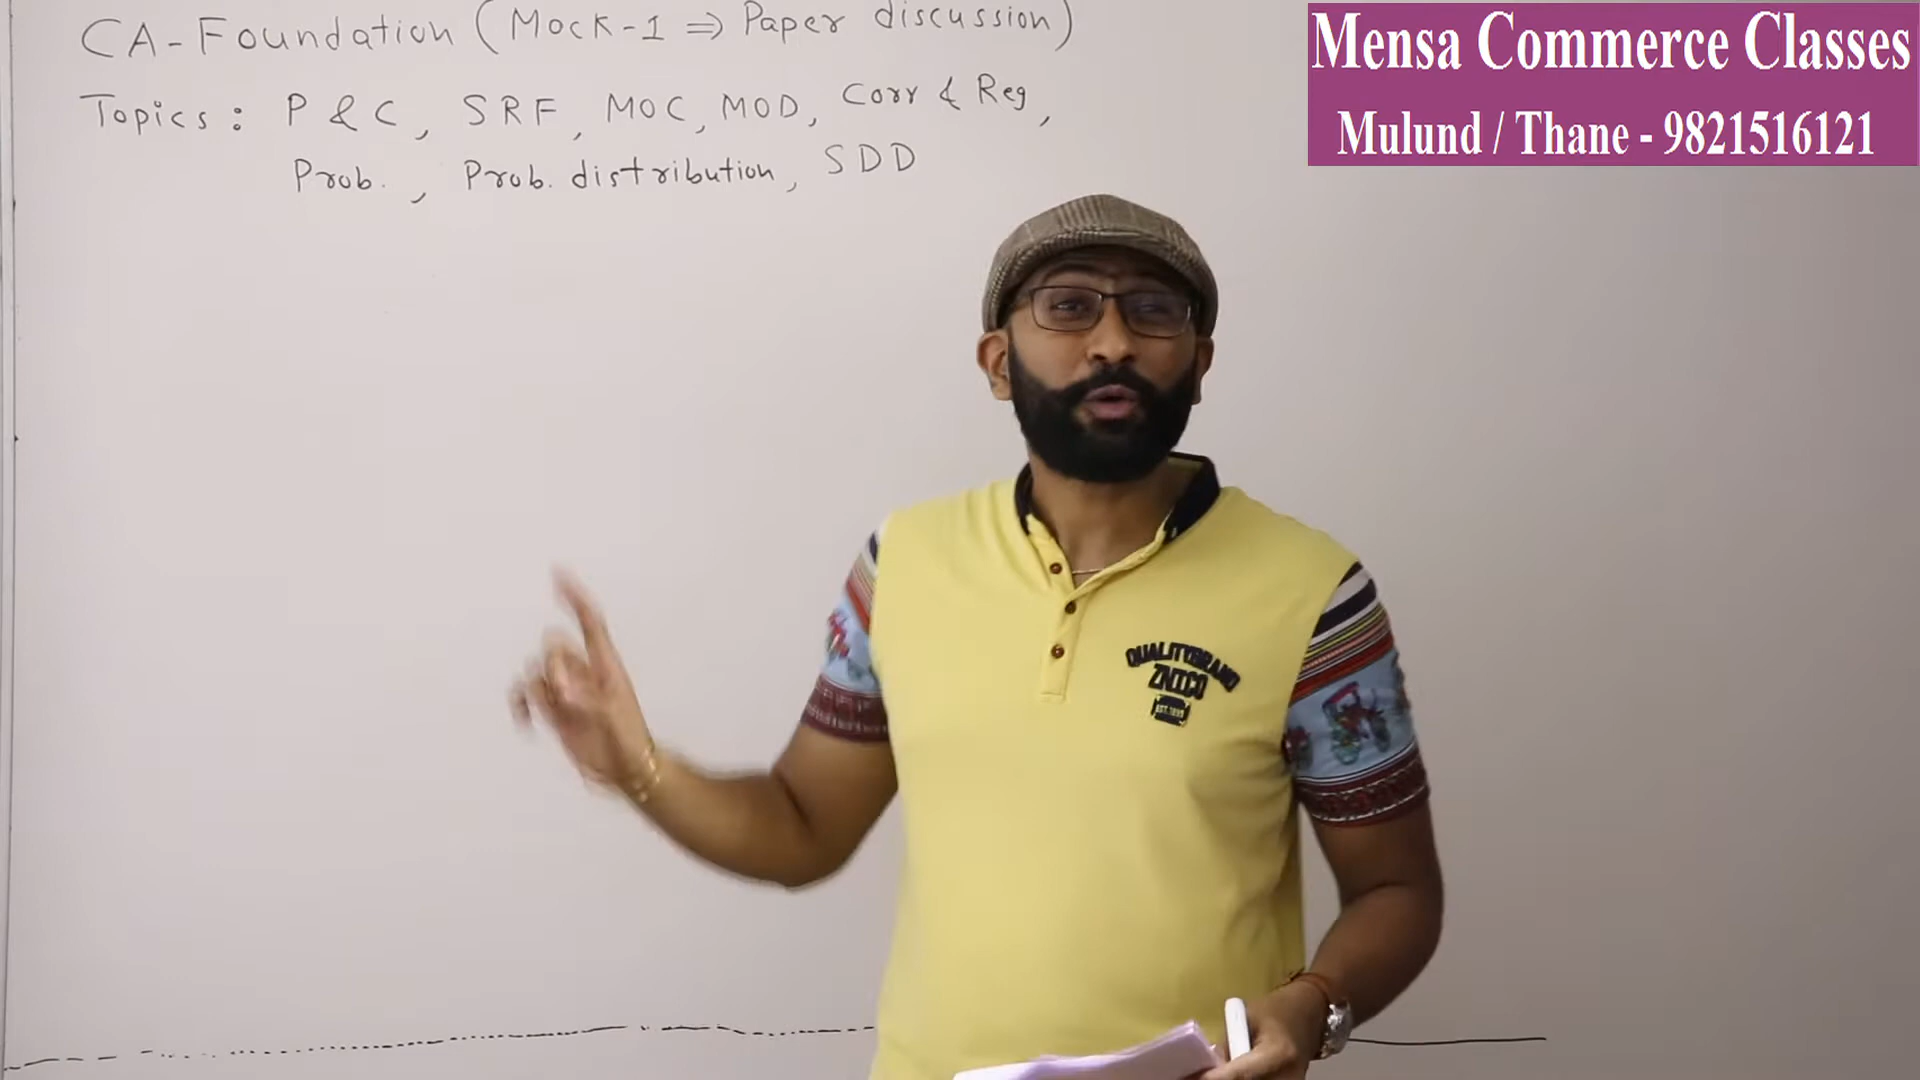 CA-Foundation (Mock-1 ⇒ Paper discussion)
Mensa Commerce Classes
Mulund / Thane - 9821516121
Topics: P & C, SRF, MOC, MOD, Corr & Reg,
Prob., Prob. distribution, SDD
QUALITYBRAND
ZNICO